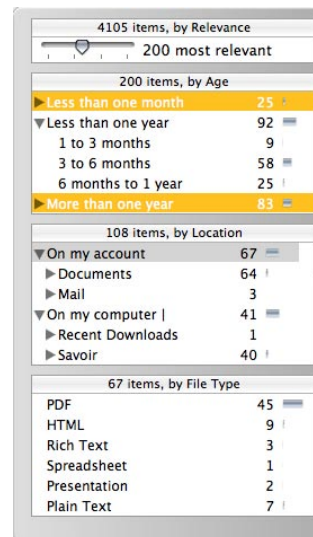 4105 items, by Relevance
200 most relevant
200 items, by Age
Less than one month 25
Less than one year 92
1 to 3 months 9
3 to 6 months 58
6 months to 1 year 25
More than one year 83
108 items, by Location
On my account 67
Documents 64
Mail 3
On my computer | 41
Recent Downloads 1
Savoir 40
67 items, by File Type
PDF 45
HTML 9
Rich Text 3
Spreadsheet 1
Presentation 2
Plain Text 7